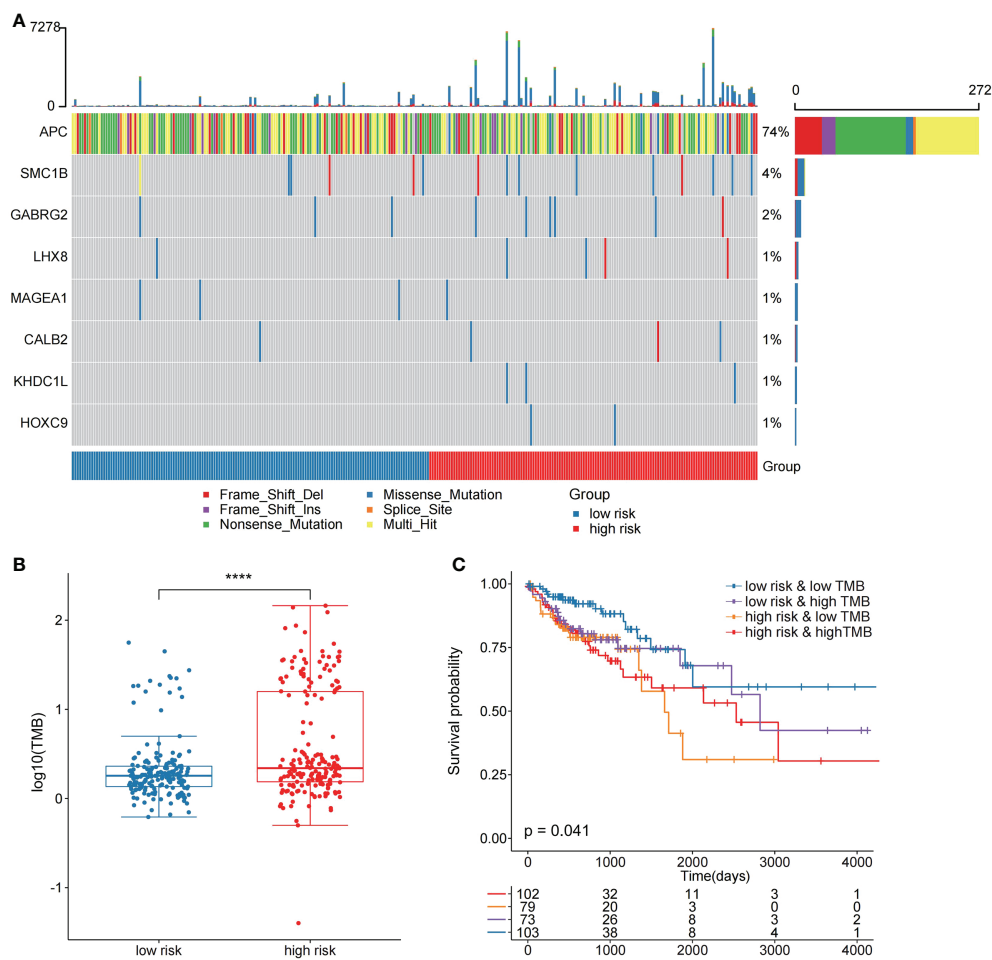 A
7278
0
0 272
APC 74%
SMC1B 4%
GABRG2 2%
LHX8 1%
MAGEA1 1%
CALB2 1%
KHDC1L 1%
HOXC9 1%
Group
Frame_Shift_Del Missense_Mutation Group
Frame_Shift_Ins Splice_Site low risk
Nonsense_Mutation Multi_Hit high risk
B
****
2
1
0
-1
log10(TMB)
low risk high risk
C
1.00
0.75
0.50
0.25
0.00
Survival probability
low risk & low TMB
low risk & high TMB
high risk & low TMB
high risk & highTMB
p = 0.041
0 1000 2000 3000 4000
Time(days)
102 32 11 3 1
79 20 3 0 0
73 26 8 3 2
103 38 8 4 1
0 1000 2000 3000 4000